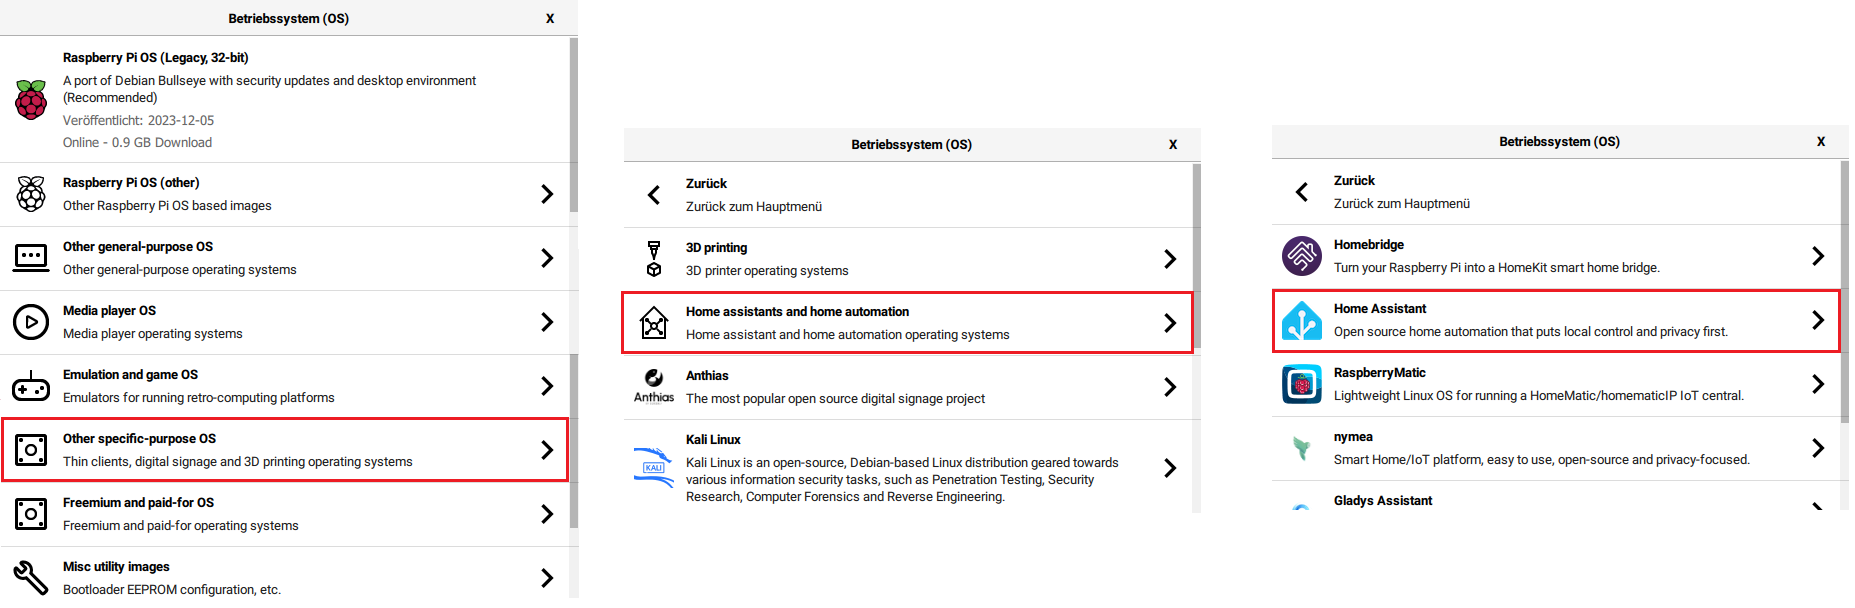 Betriebssystem (OS)
X
Raspberry Pi OS (Legacy, 32-bit)
A port of Debian Bullseye with security updates and desktop environment
(Recommended)
Veröffentlicht: 2023-12-05
Online - 0.9 GB Download
Raspberry Pi OS (other)
Other Raspberry Pi OS based images
Other general-purpose OS
Other general-purpose operating systems
Media player OS
Media player operating systems
Emulation and game OS
Emulators for running retro-computing platforms
Other specific-purpose OS
Thin clients, digital signage and 3D printing operating systems
Freemium and paid-for OS
Freemium and paid-for operating systems
Misc utility images
Bootloader EEPROM configuration, etc.
Betriebssystem (OS)
X
Zurück
Zurück zum Hauptmenü
3D printing
3D printer operating systems
Home assistants and home automation
Home assistant and home automation operating systems
Anthias
Anthias
The most popular open source digital signage project
Kali Linux
KALI
Kali Linux is an open-source, Debian-based Linux distribution geared towards
various information security tasks, such as Penetration Testing, Security
Research, Computer Forensics and Reverse Engineering.
Betriebssystem (OS)
X
Zurück
Zurück zum Hauptmenü
Homebridge
Turn your Raspberry Pi into a HomeKit smart home bridge.
Home Assistant
Open source home automation that puts local control and privacy first.
RaspberryMatic
Lightweight Linux OS for running a HomeMatic/homematicIP IoT central.
nymea
Smart Home/IoT platform, easy to use, open-source and privacy-focused.
Gladys Assistant